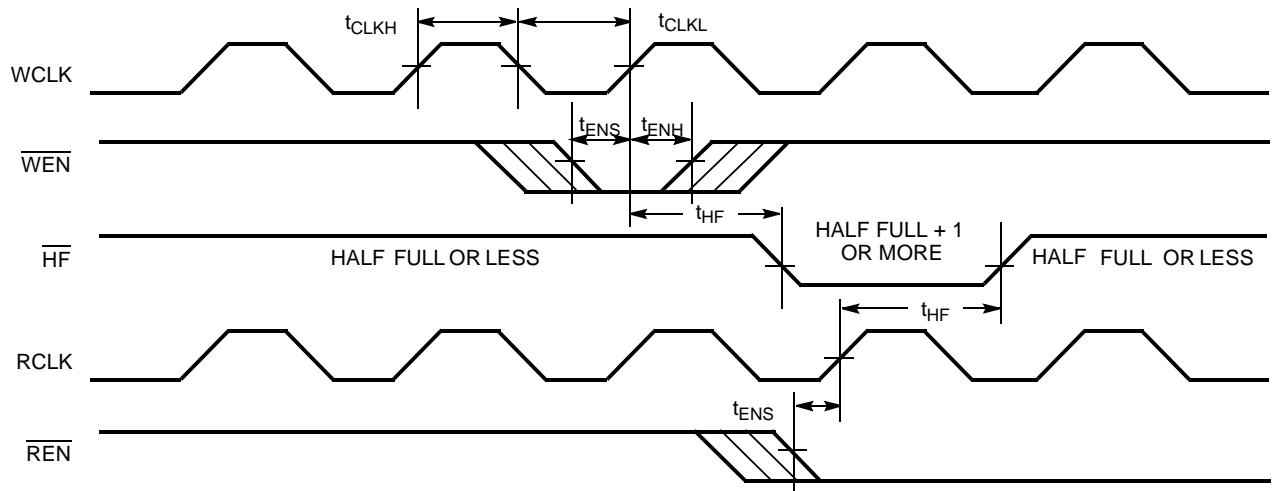 tCLKH tCLKL
WCLK
tENS tENH
WEN
tHF
HF
HALF FULL OR LESS
HALF FULL + 1
OR MORE
HALF FULL OR LESS
tHF
RCLK
tENS
REN